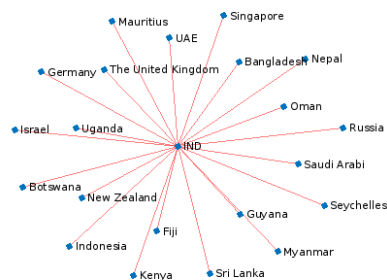 Singapore
Mauritius
UAE
Bangladesh
Nepal
Germany
The United Kingdom
Oman
Israel
Uganda
Russia
IND
Saudi Arabi
Botswana
New Zealand
Seychelles
Guyana
Fiji
Indonesia
Myanmar
Kenya
Sri Lanka